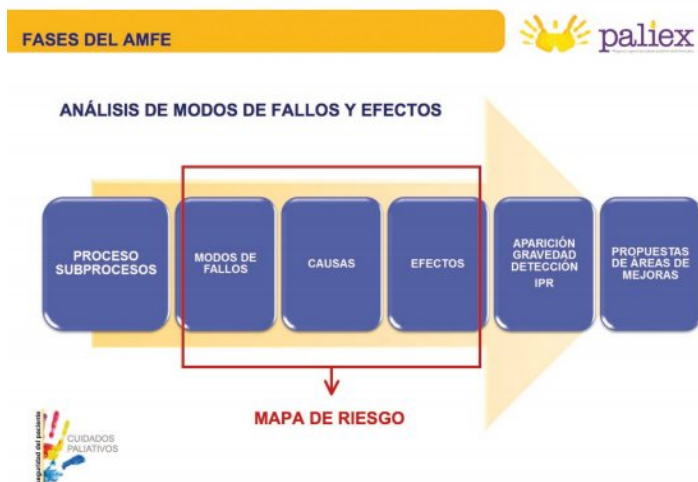 FASES DEL AMFE
paliex
ANÁLISIS DE MODOS DE FALLOS Y EFECTOS
PROCESO
SUBPROCESOS
MODOS DE
FALLOS
CAUSAS
EFECTOS
APARICIÓN
GRAVEDAD
DETECCIÓN
IPR
PROPUESTAS
DE ÁREAS DE
MEJORAS
MAPA DE RIESGO
seguridad del paciente
CUIDADOS
PALIATIVOS